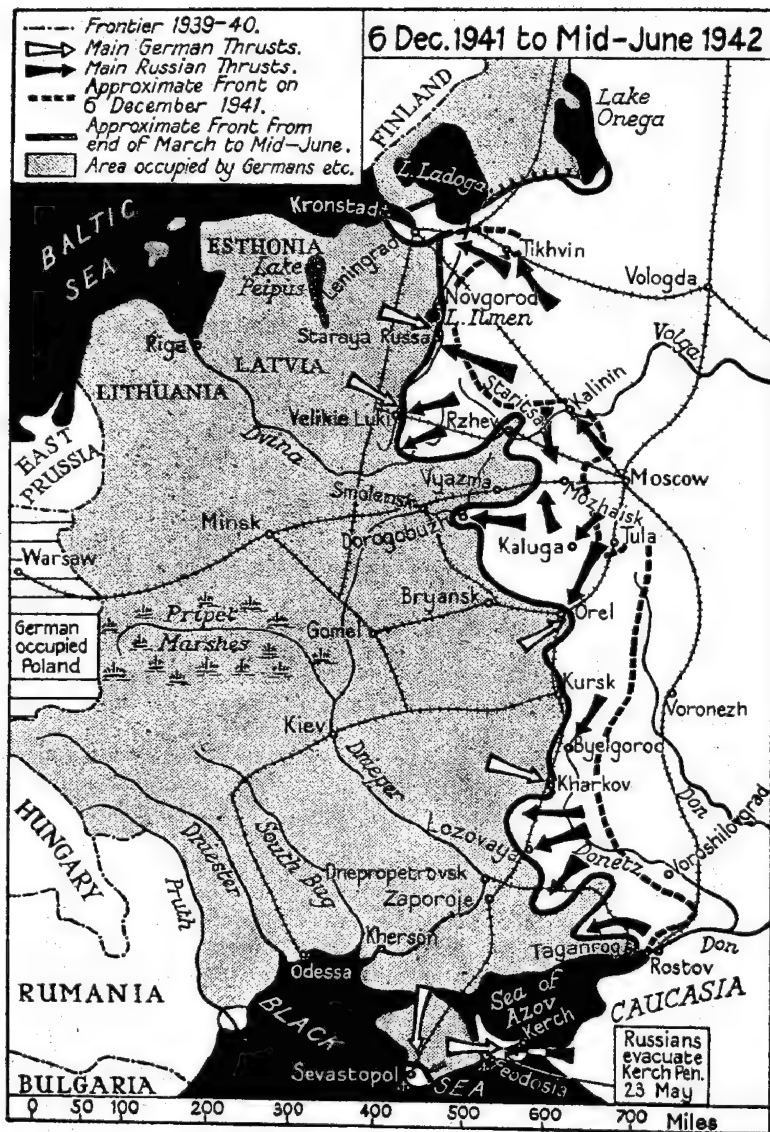 Frontier 1939-40.
Main German Thrusts.
Main Russian Thrusts.
Approximate Front on
6 December 1941.
Approximate Front from
end of March to Mid-June.
Area occupied by Germans etc.
6 Dec. 1941 to Mid-June 1942
FINLAND
Lake
Onega
L. Ladoga
Kronstad
BALTIC
SEA
ESTHONIA
Lake
Peipus
Leningrad
Tikhvin
Vologda
Novgorod
L. Ilmen
Staraya Russa
Riga
LATVIA
Volga
LITHUANIA
Staritsa
Kalinin
Velikie Luki
Rzhev
Dvina
EAST
PRUSSIA
Vyazma
Moscow
Smolensk
Mozhaisk
Minsk
Dorogobuzh
Kaluga
Tula
Warsaw
Bryansk
Orel
Pripet
Marshes
Gomel
German
occupied
Poland
Kursk
Voronezh
Kiev
Byelgorod
Dnieper
Kharkov
Don
HUNGARY
Dniester
Pruth
South Bug
Lozovaya
Donetz
Voroshilovgrad
Dnepropetrovsk
Zaporoje
Kherson
Taganrog
Don
Rostov
Odessa
RUMANIA
BLACK
SEA
Sea of
Azov
Kerch
CAUCASIA
Feodosia
Sevastopol
Russians
evacuate
Kerch Pen.
23 May
BULGARIA
0 50 100 200 300 400 500 600 700 Miles